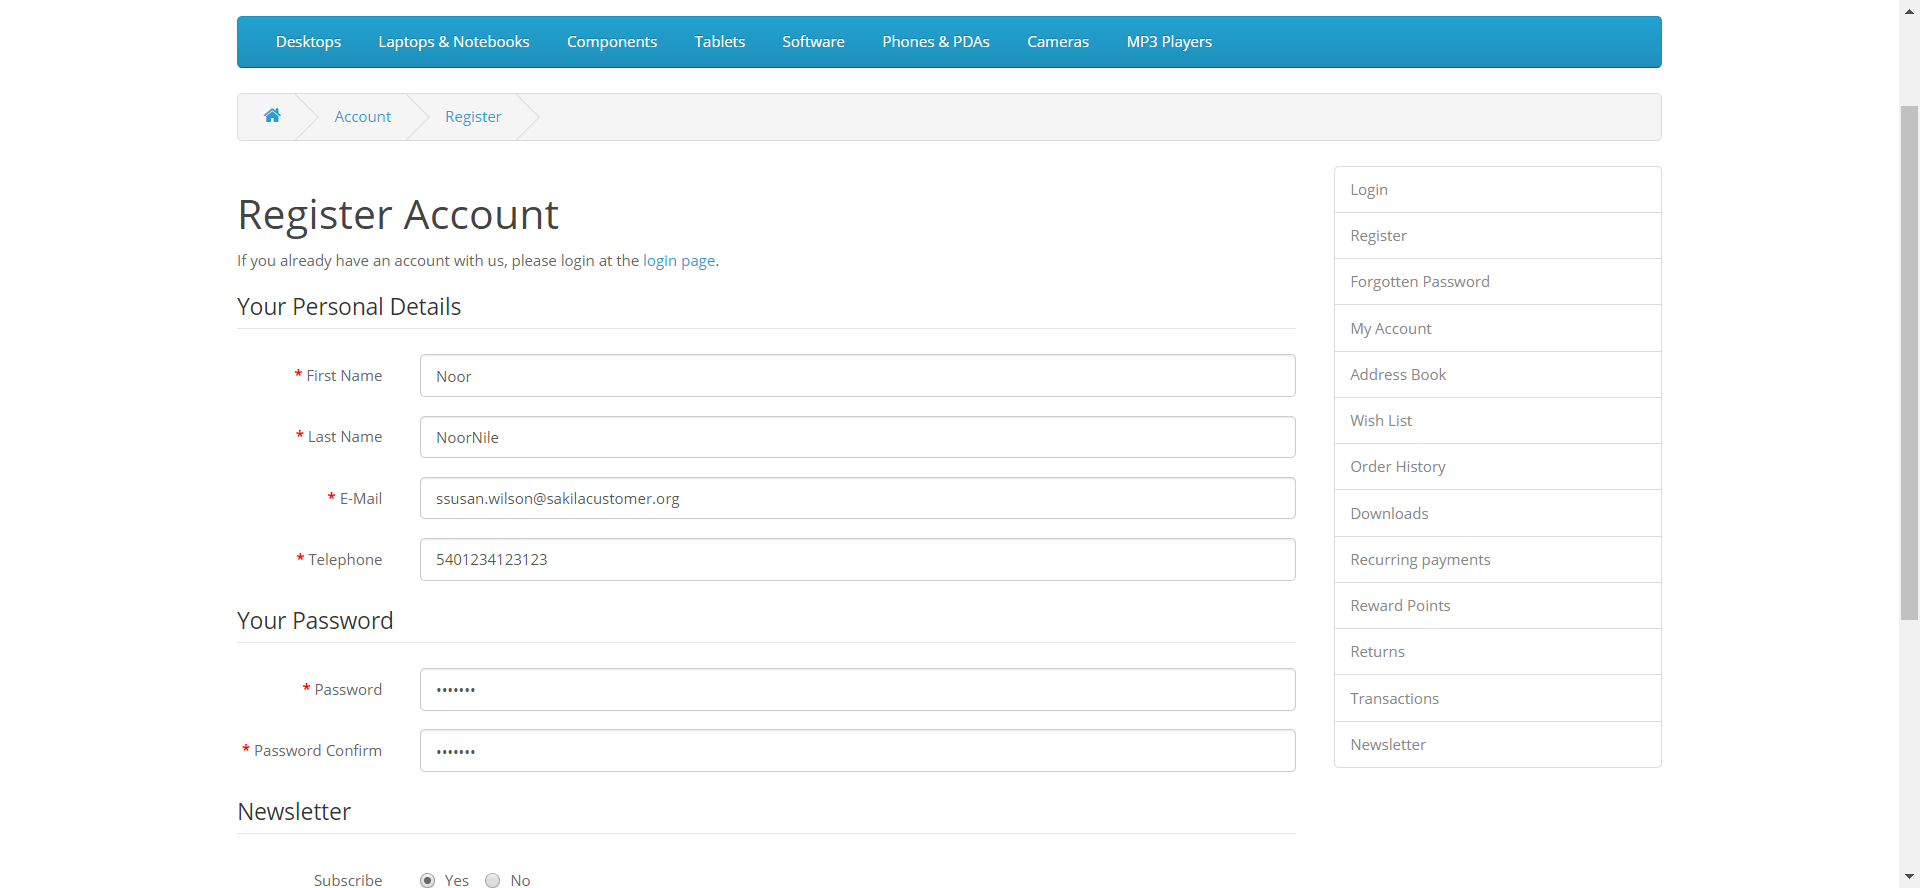 Desktops Laptops & Notebooks Components Tablets Software Phones & PDAs Cameras MP3 Players
Account Register
Register Account
If you already have an account with us, please login at the login page.
Your Personal Details
* First Name Noor
* Last Name NoorNile
* E-Mail ssusan.wilson@sakilacustomer.org
* Telephone 5401234123123
Your Password
* Password •••••••
* Password Confirm •••••••
Newsletter
Subscribe Yes No
Login
Register
Forgotten Password
My Account
Address Book
Wish List
Order History
Downloads
Recurring payments
Reward Points
Returns
Transactions
Newsletter